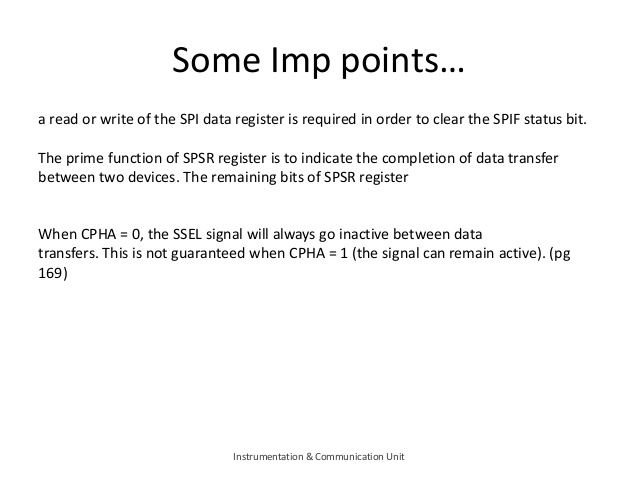 Some Imp points…
a read or write of the SPI data register is required in order to clear the SPIF status bit.
The prime function of SPSR register is to indicate the completion of data transfer
between two devices. The remaining bits of SPSR register
When CPHA = 0, the SSEL signal will always go inactive between data
transfers. This is not guaranteed when CPHA = 1 (the signal can remain active). (pg
169)
Instrumentation & Communication Unit